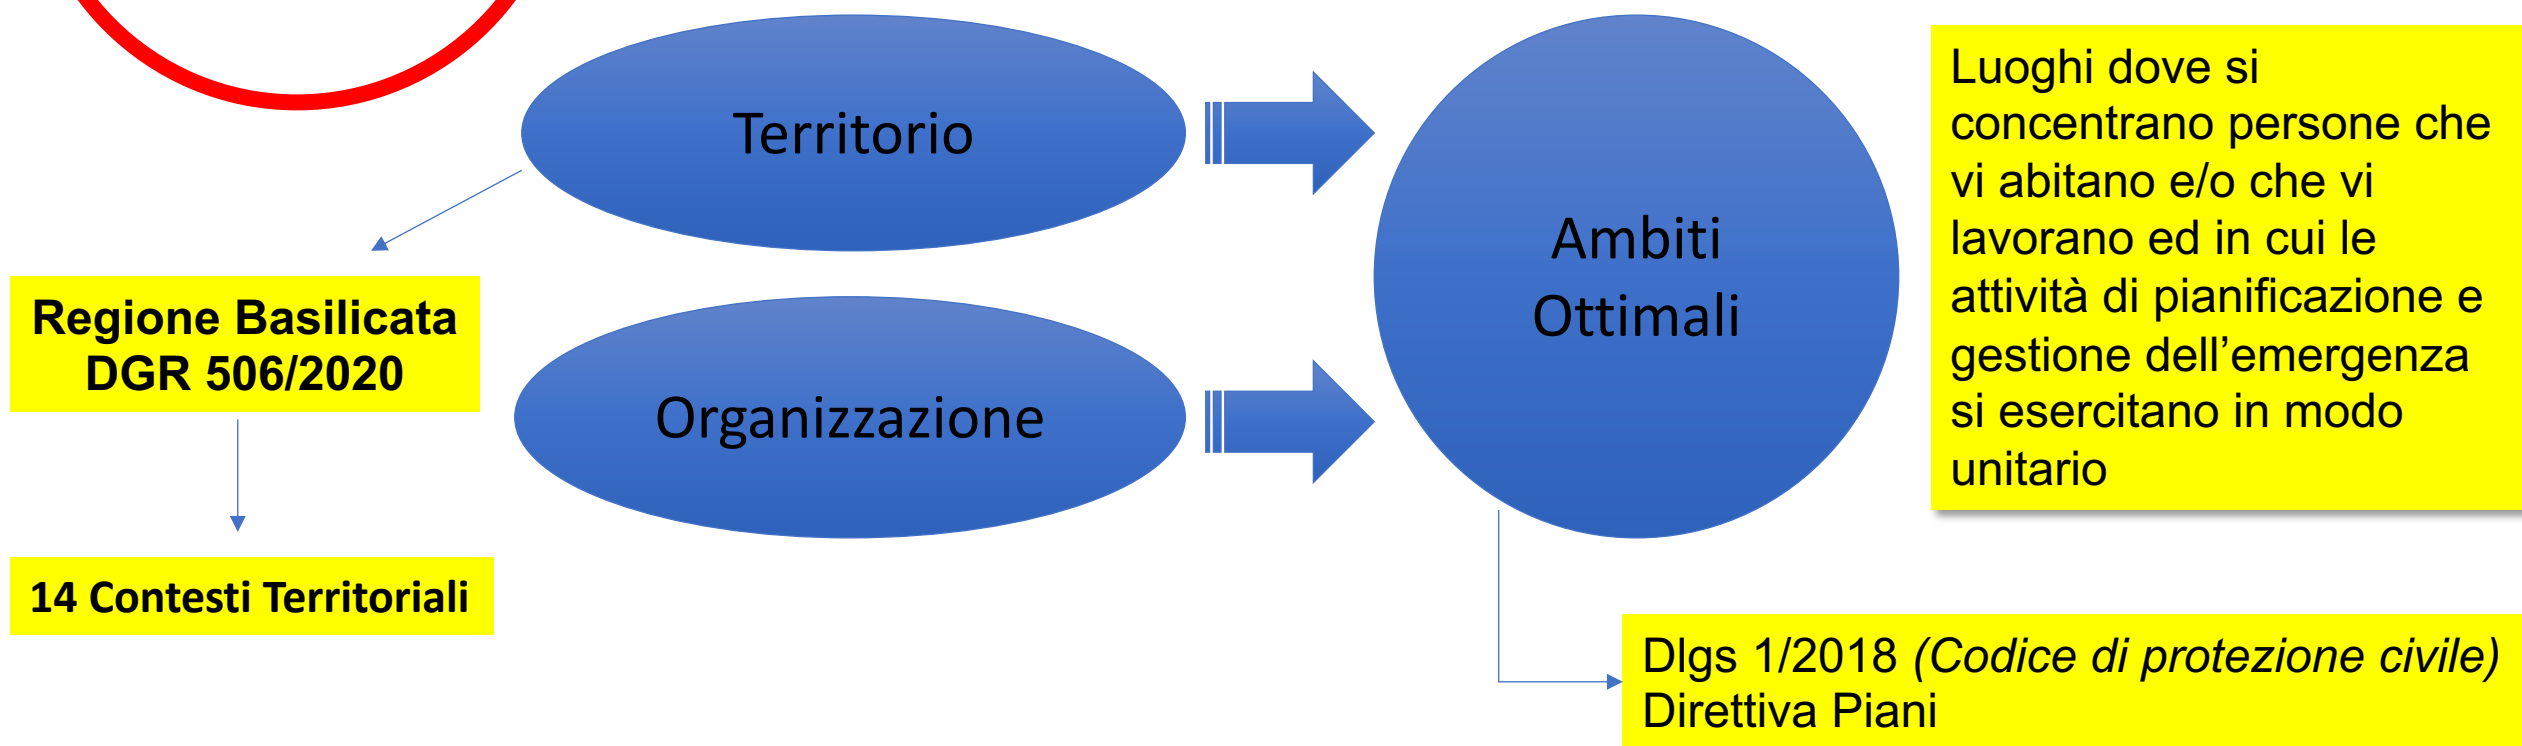 Territorio
Organizzazione
Ambiti
Ottimali
Luoghi dove si
concentrano persone che
vi abitano e/o che vi
lavorano ed in cui le
attività di pianificazione e
gestione dell’emergenza
si esercitano in modo
unitario
Regione Basilicata
DGR 506/2020
14 Contesti Territoriali
Dlgs 1/2018 (Codice di protezione civile)
Direttiva Piani